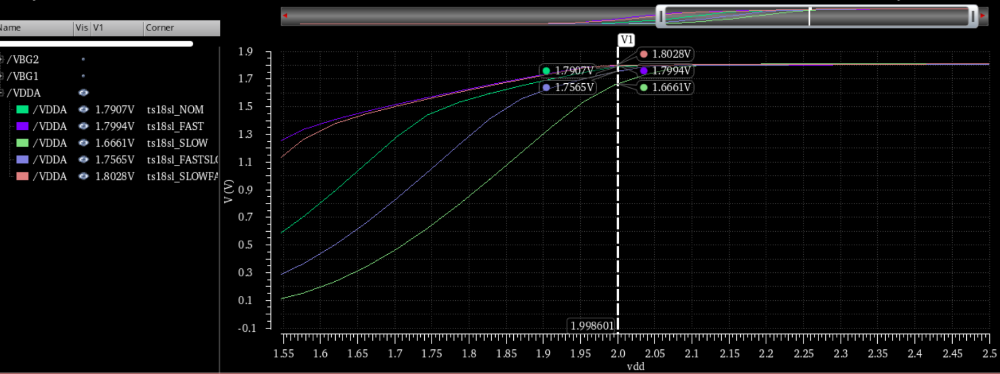 Name Vis V1 Corner
/VBG2
/VBG1
/VDDA
/VDDA 1.7907V ts18sl_NOM
/VDDA 1.7994V ts18sl_FAST
/VDDA 1.6661V ts18sl_SLOW
/VDDA 1.7565V ts18sl_FASTSL
/VDDA 1.8028V ts18sl_SLOWFA
V1
1.8028V
1.7907V 1.7994V
1.7565V 1.6661V
V (V)
1.9
1.7
1.5
1.3
1.1
0.9
0.7
0.5
0.3
0.1
-0.1
1.998601
1.55 1.6 1.65 1.7 1.75 1.8 1.85 1.9 1.95 2.0 2.05 2.1 2.15 2.2 2.25 2.3 2.35 2.4 2.45 2.5
vdd